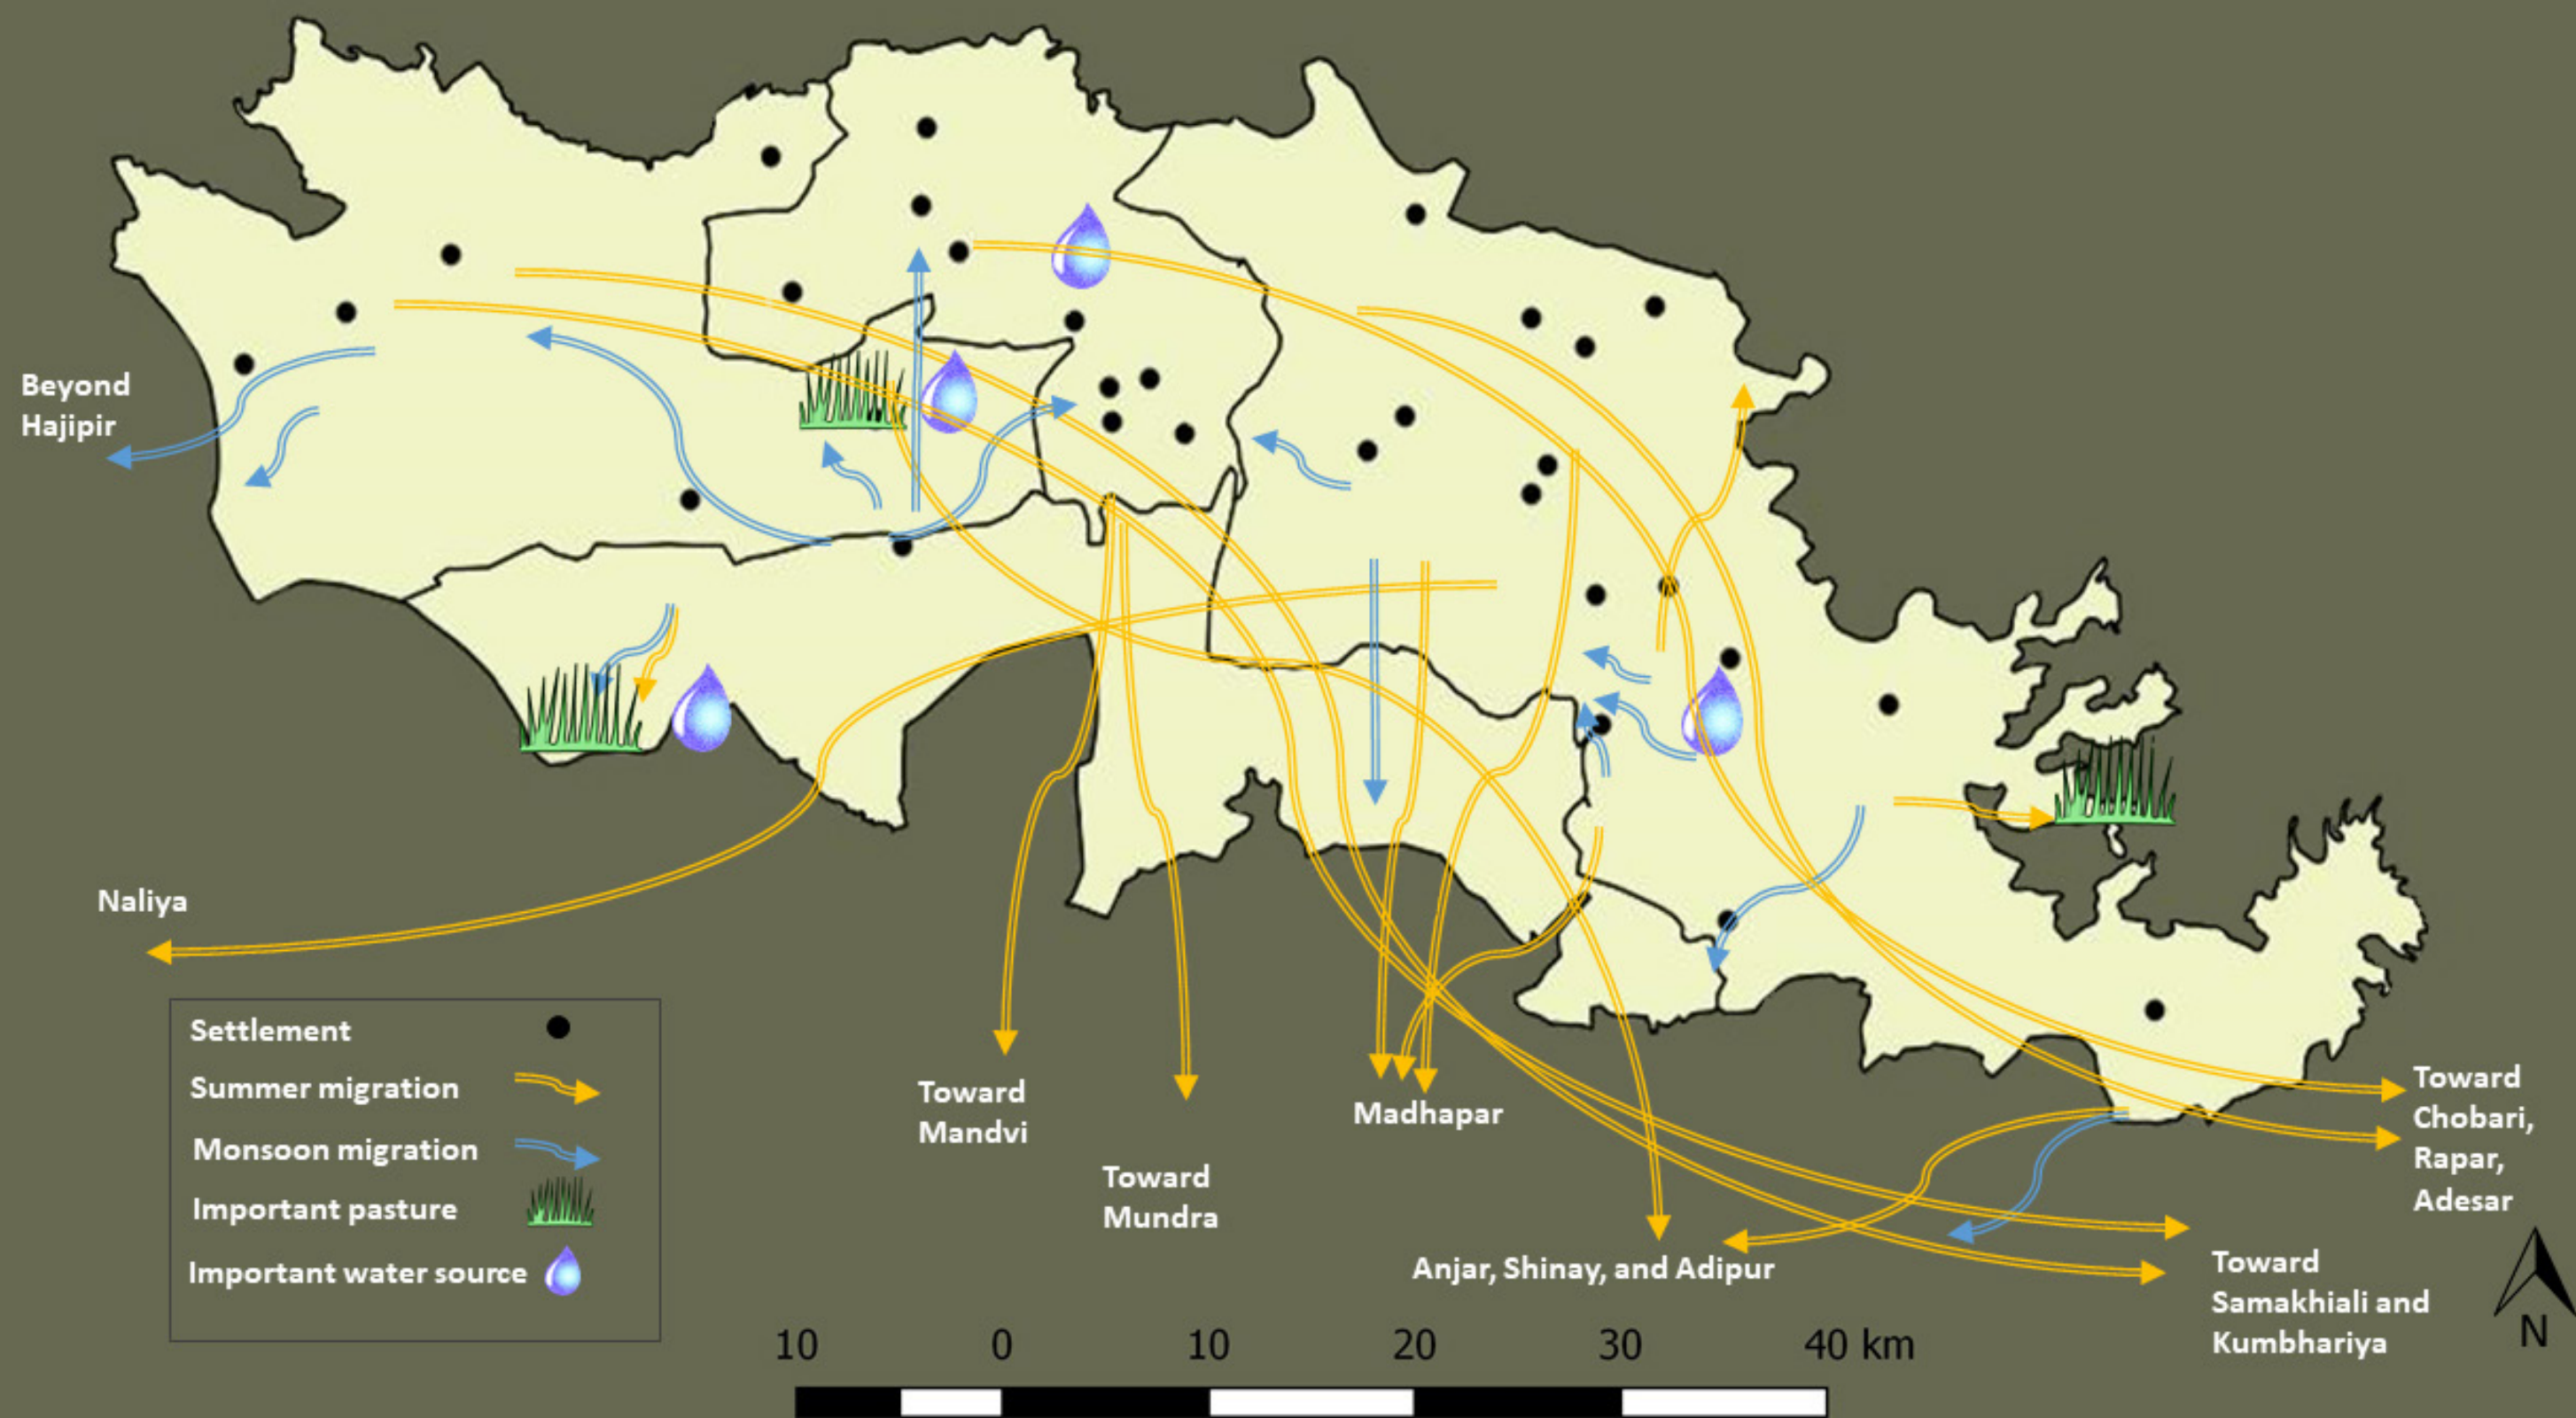 Beyond
Hajipir
Naliya
Settlement
Summer migration
Monsoon migration
Important pasture
Important water source
Toward
Mandvi
Toward
Mundra
Madhapar
Anjar, Shinay, and Adipur
Toward
Chobari,
Rapar,
Adesar
Toward
Samakhiali and
Kumbhariya
N
10 0 10 20 30 40 km